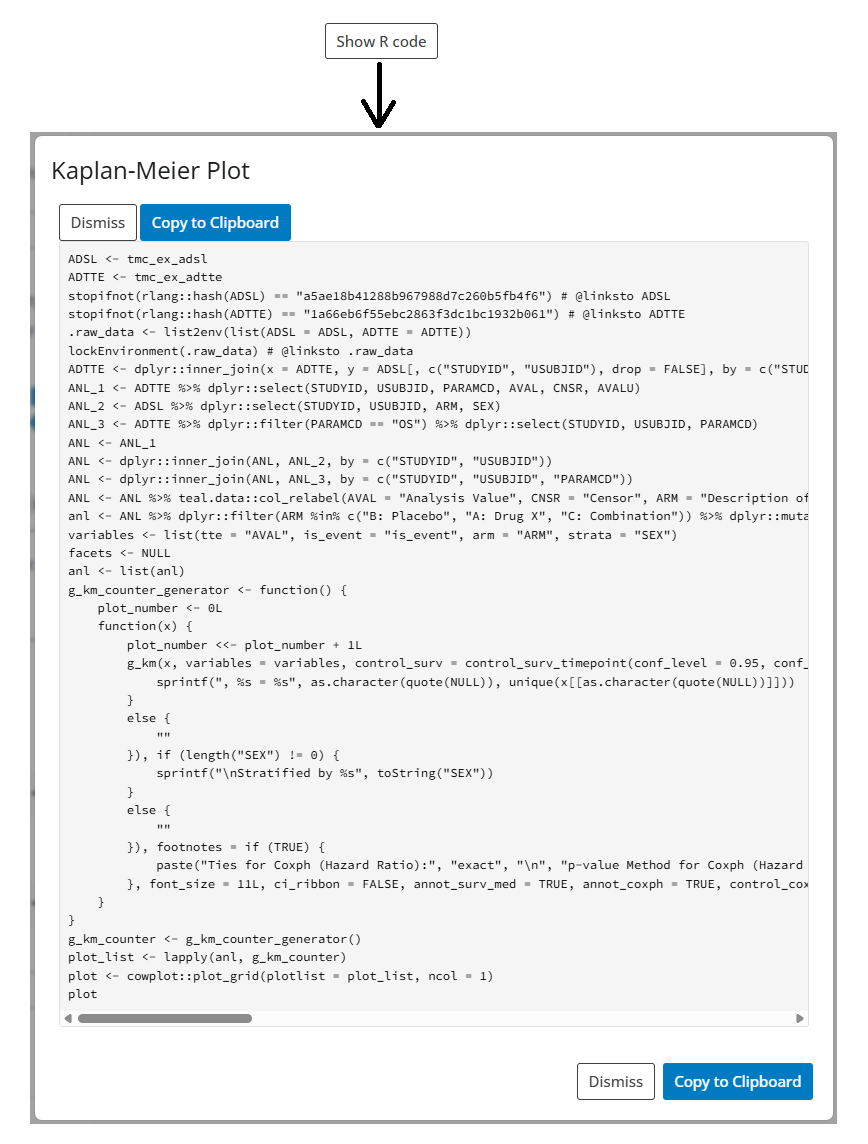 Show R code
Kaplan-Meier Plot
Dismiss
Copy to Clipboard
ADSL <- tmc_ex_adsl
ADTTE <- tmc_ex_adtte
stopifnot(rlang::hash(ADSL) == "a5ae18b41288b967988d7c260b5fb4f6") # @linksto ADSL
stopifnot(rlang::hash(ADTTE) == "1a66eb6f55ebc2863f3dc1bc1932b061") # @linksto ADTTE
.raw_data <- list2env(list(ADSL = ADSL, ADTTE = ADTTE))
lockEnvironment(.raw_data) # @linksto .raw_data
ADTTE <- dplyr::inner_join(x = ADTTE, y = ADSL[, c("STUDYID", "USUBJID"), drop = FALSE], by = c("STUD
ANL_1 <- ADTTE %>% dplyr::select(STUDYID, USUBJID, PARAMCD, AVAL, CNSR, AVALU)
ANL_2 <- ADSL %>% dplyr::select(STUDYID, USUBJID, ARM, SEX)
ANL_3 <- ADTTE %>% dplyr::filter(PARAMCD == "OS") %>% dplyr::select(STUDYID, USUBJID, PARAMCD)
ANL <- ANL_1
ANL <- dplyr::inner_join(ANL, ANL_2, by = c("STUDYID", "USUBJID"))
ANL <- dplyr::inner_join(ANL, ANL_3, by = c("STUDYID", "USUBJID", "PARAMCD"))
ANL <- ANL %>% teal.data::col_relabel(AVAL = "Analysis Value", CNSR = "Censor", ARM = "Description of
anl <- ANL %>% dplyr::filter(ARM %in% c("B: Placebo", "A: Drug X", "C: Combination")) %>% dplyr::muta
variables <- list(tte = "AVAL", is_event = "is_event", arm = "ARM", strata = "SEX")
facets <- NULL
anl <- list(anl)
g_km_counter_generator <- function() {
    plot_number <- 0L
    function(x) {
        plot_number <<- plot_number + 1L
        g_km(x, variables = variables, control_surv = control_surv_timepoint(conf_level = 0.95, conf_
            sprintf(", %s = %s", as.character(quote(NULL)), unique(x[[as.character(quote(NULL))]]))
        }
        else {
            ""
        }), if (length("SEX") != 0) {
            sprintf("\nStratified by %s", toString("SEX"))
        }
        else {
            ""
        }), footnotes = if (TRUE) {
            paste("Ties for Coxph (Hazard Ratio):", "exact", "\n", "p-value Method for Coxph (Hazard
        }, font_size = 11L, ci_ribbon = FALSE, annot_surv_med = TRUE, annot_coxph = TRUE, control_cox
    }
}
g_km_counter <- g_km_counter_generator()
plot_list <- lapply(anl, g_km_counter)
plot <- cowplot::plot_grid(plotlist = plot_list, ncol = 1)
plot
Dismiss
Copy to Clipboard